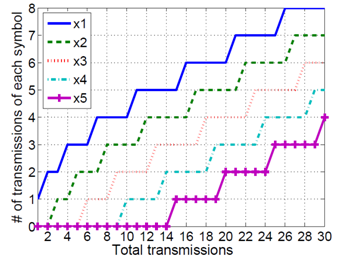 # of transmissions of each symbol
8
7
6
5
4
3
2
1
0
x1
x2
x3
x4
x5
2 4 6 8 10 12 14 16 18 20 22 24 26 28 30
Total transmissions